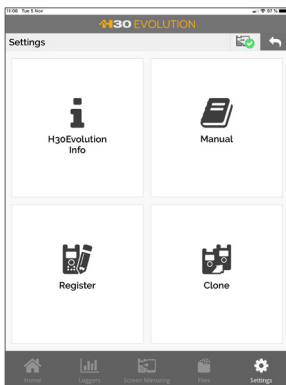 11:08 Tue 5 Nov
97 %
H30 EVOLUTION
Settings
H30Evolution
Info
Manual
Register
Clone
Home
Loggers
Screen Mirroring
Files
Settings